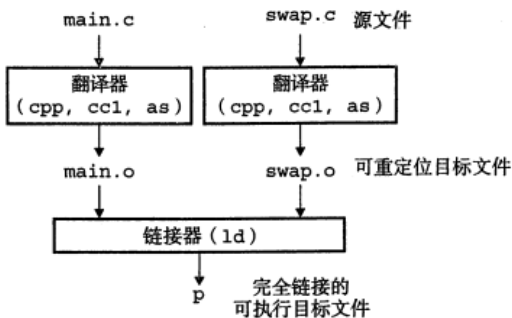 main.c
swap.c
源文件
翻译器
(cpp, cc1, as)
翻译器
(cpp, cc1, as)
main.o
swap.o
可重定位目标文件
链接器(ld)
p
完全链接的
可执行目标文件